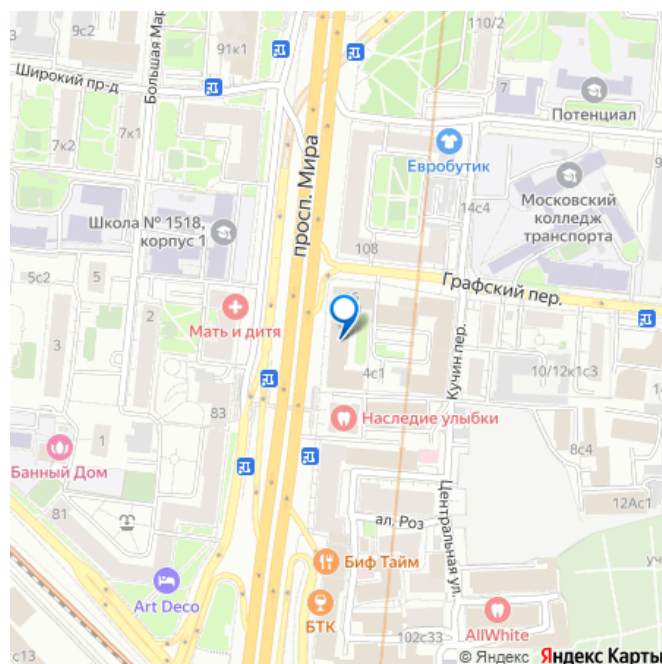 9с2
Большая Мар
91к1
110/2
Широкий пр-д
7
Потенциал
7к2
7к1
Евробутик
9
просп. Мира
14с4
Московский
колледж
транспорта
Школа № 1518,
корпус 1
108
5с2
5
Графский пер.
2
Мать и дитя
3
4с1
Кучин пер.
10/12к1с3
83
Наследие улыбки
1
Банный Дом
8с4
Центральная ул.
12Ас1
81
ал. Роз
Биф Тайм
уч
Art Deco
БТК
AllWhite
с13
102с33
© Яндекс Яндекс Карты